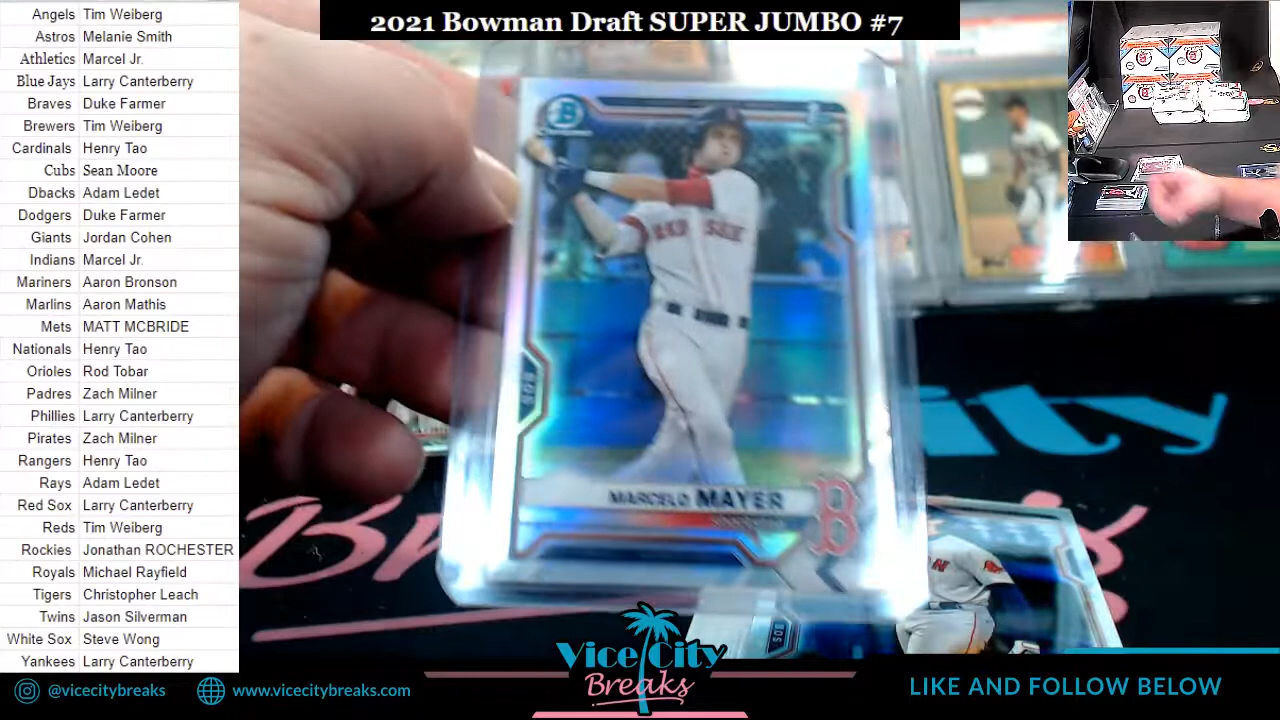 2021 Bowman Draft SUPER JUMBO #7
Angels Tim Weiberg
Astros Melanie Smith
Athletics Marcel Jr.
Blue Jays Larry Canterberry
Braves Duke Farmer
Brewers Tim Weiberg
Cardinals Henry Tao
Cubs Sean Moore
Dbacks Adam Ledet
Dodgers Duke Farmer
Giants Jordan Cohen
Indians Marcel Jr.
Mariners Aaron Bronson
Marlins Aaron Mathis
Mets MATT MCBRIDE
Nationals Henry Tao
Orioles Rod Tobar
Padres Zach Milner
Phillies Larry Canterberry
Pirates Zach Milner
Rangers Henry Tao
Rays Adam Ledet
Red Sox Larry Canterberry
Reds Tim Weiberg
Rockies Jonathan ROCHESTER
Royals Michael Rayfield
Tigers Christopher Leach
Twins Jason Silverman
White Sox Steve Wong
Yankees Larry Canterberry
B
RED SOX
BOS
MARCELO MAYER
B
BOS
Vice City
Breaks
@vicecitybreaks
www.vicecitybreaks.com
LIKE AND FOLLOW BELOW